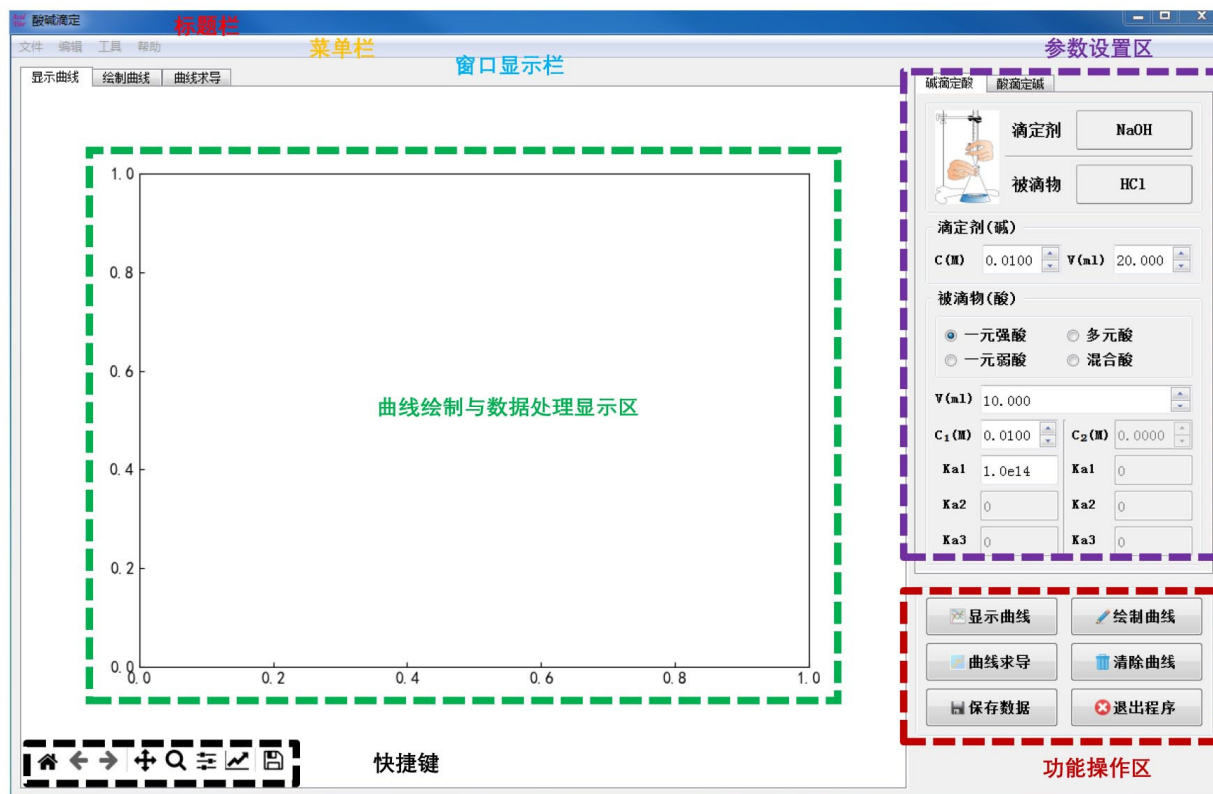 酸碱滴定
标题栏
文件 编辑 工具 帮助
菜单栏
窗口显示栏
参数设置区
显示曲线 绘制曲线 曲线求导
碱滴定酸 酸滴定碱
滴定剂 NaOH
被滴物 HCl
滴定剂(碱)
C(M) 0.0100 V(ml) 20.000
被滴物(酸)
一元强酸 多元酸
一元弱酸 混合酸
V(ml) 10.000
C₁(M) 0.0100 C₂(M) 0.0000
Ka1 1.0e14 Ka1 0
Ka2 0 Ka2 0
Ka3 0 Ka3 0
1.0
0.8
0.6
曲线绘制与数据处理显示区
0.4
0.2
0.0
0.0 0.2 0.4 0.6 0.8 1.0
显示曲线 绘制曲线
曲线求导 清除曲线
保存数据 退出程序
快捷键
功能操作区